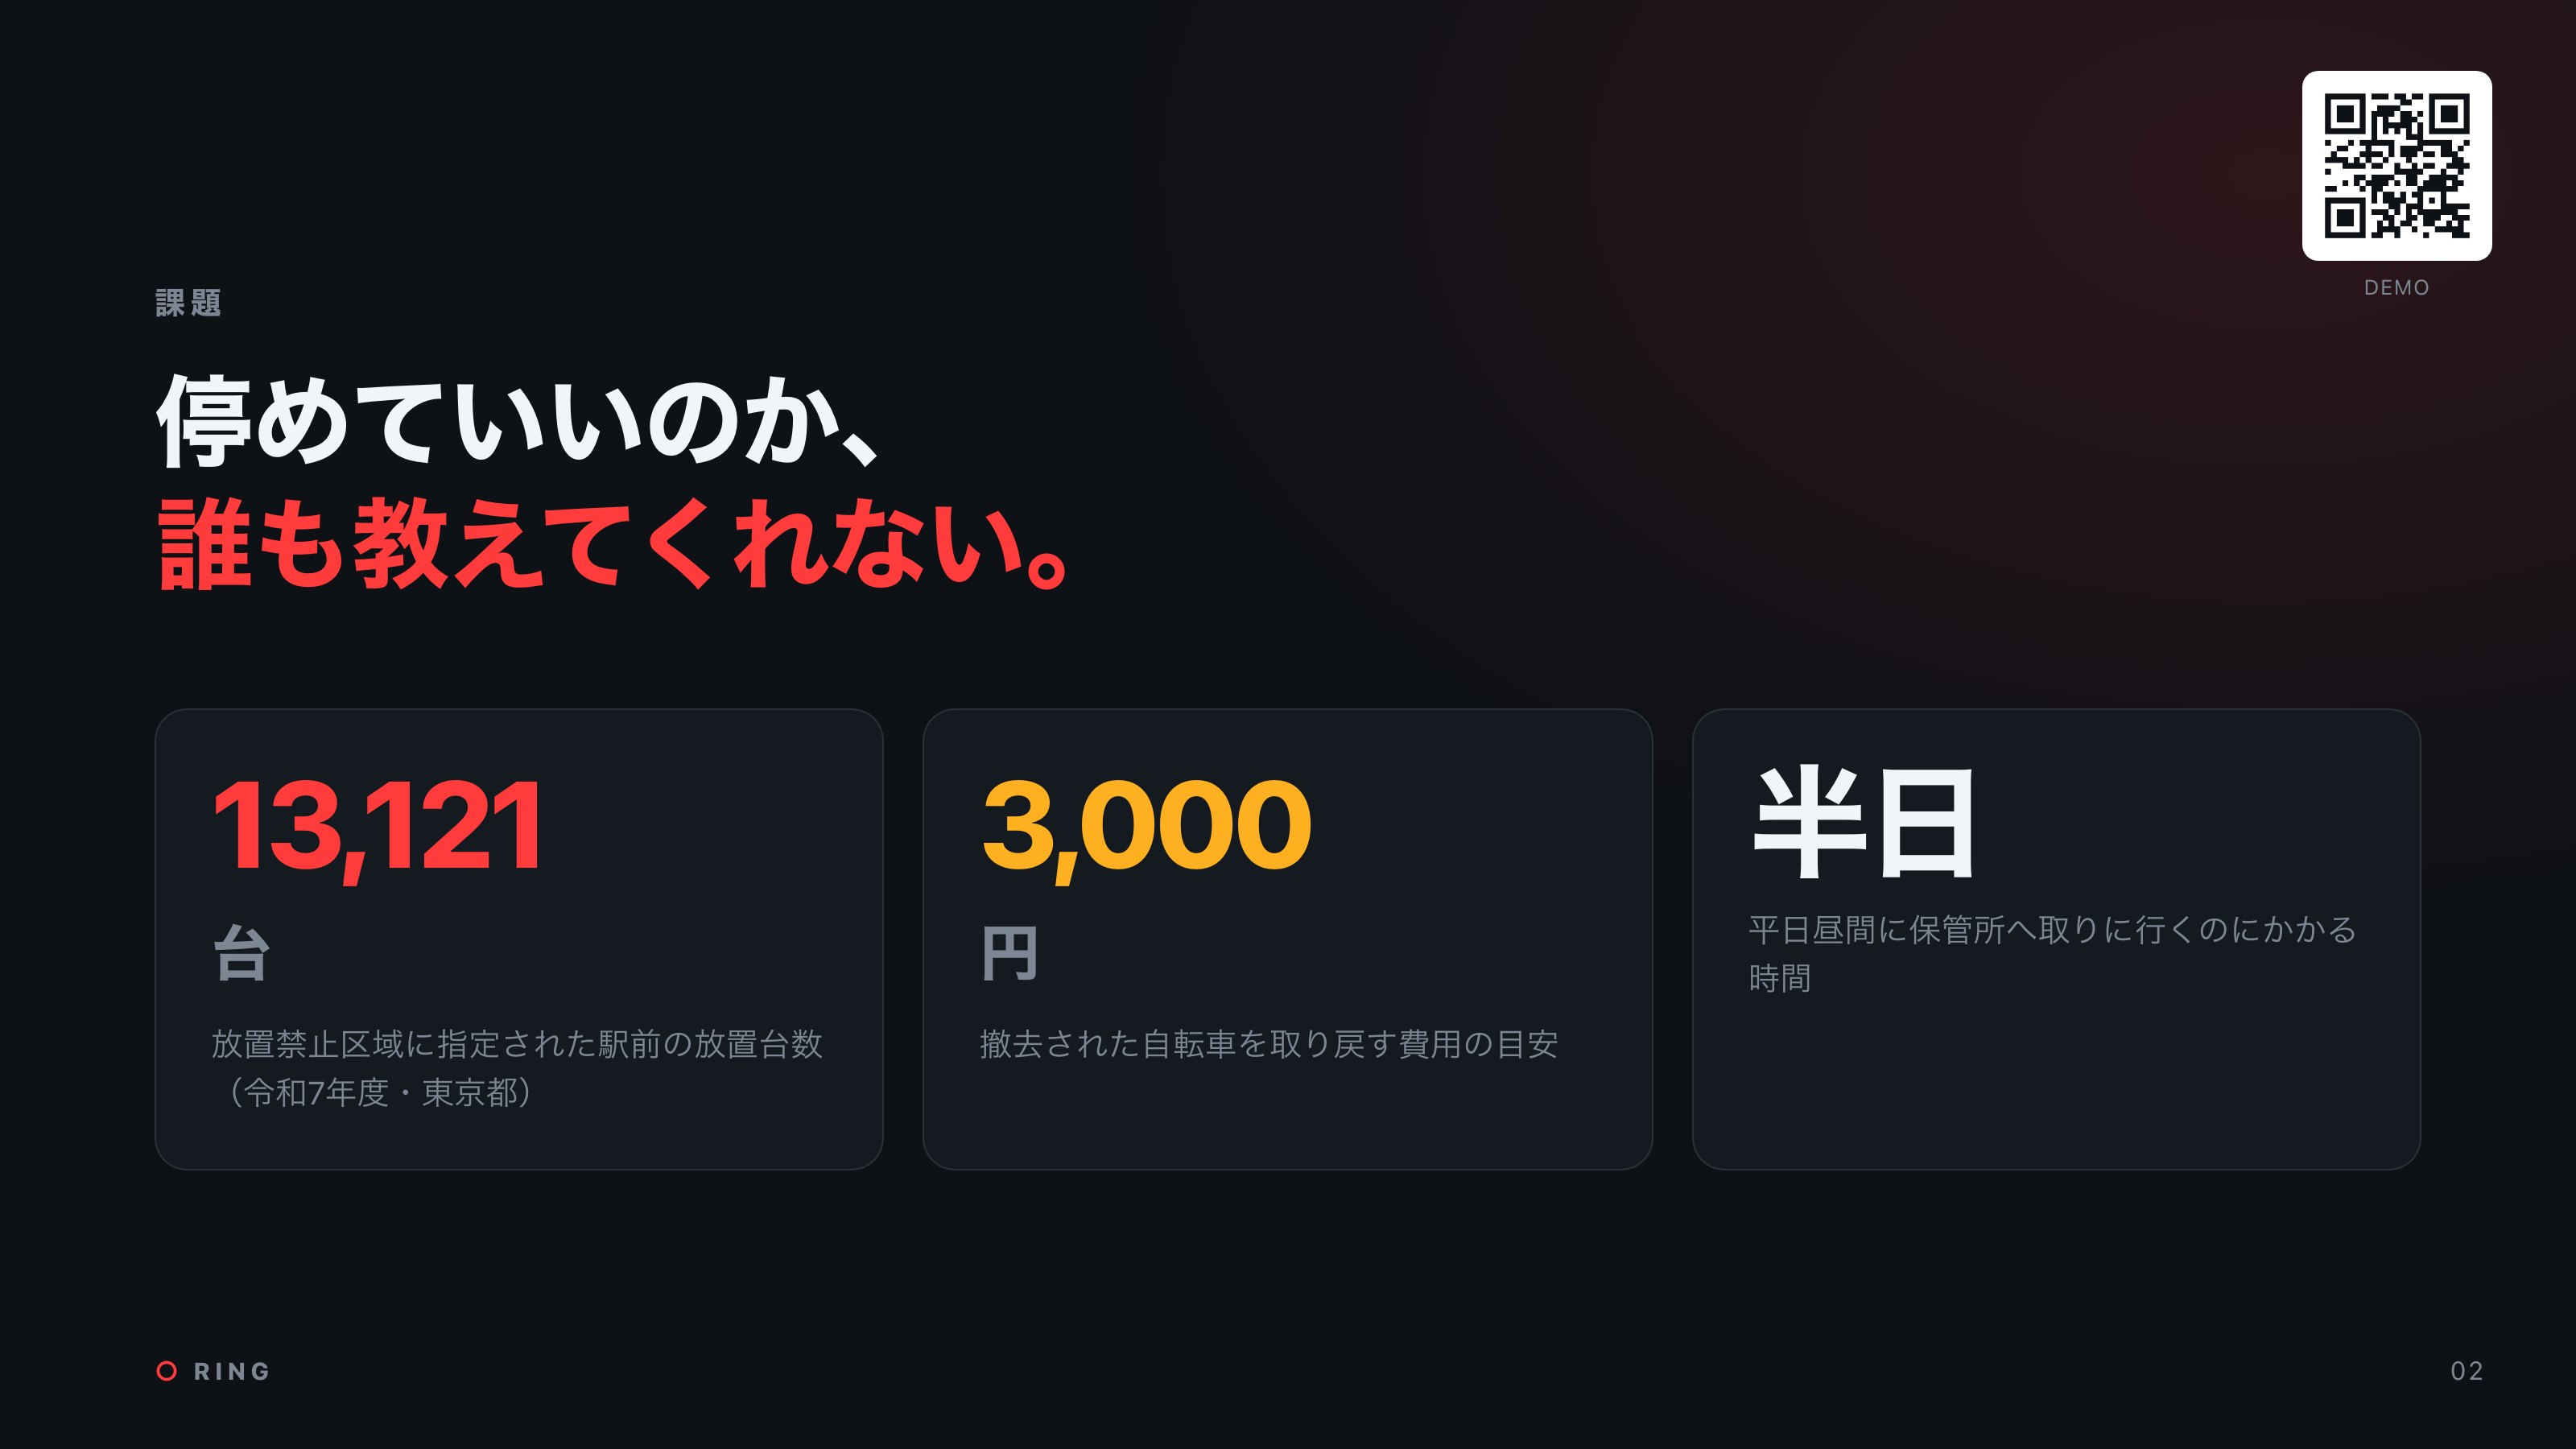 DEMO
課題
停めていいのか、
誰も教えてくれない。
13,121
台
放置禁止区域に指定された駅前の放置台数
（令和7年度・東京都）
3,000
円
撤去された自転車を取り戻す費用の目安
半日
平日昼間に保管所へ取りに行くのにかかる
時間
RING
02